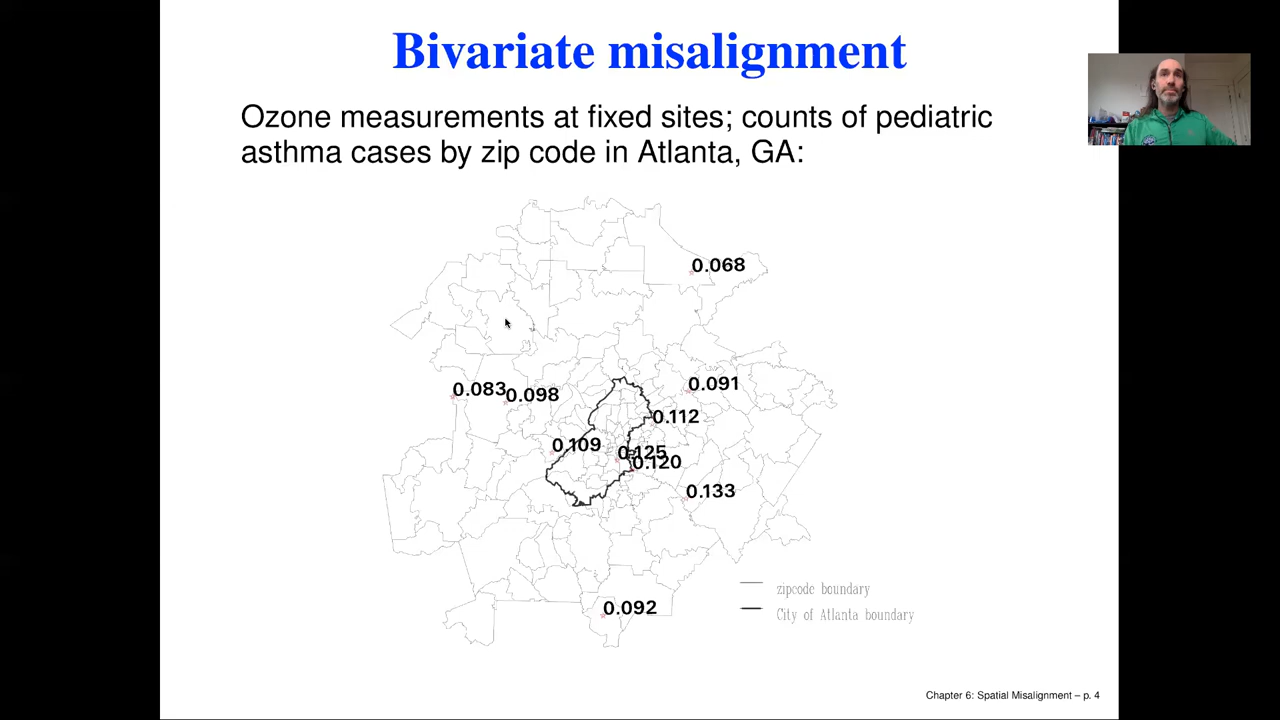 Bivariate misalignment
Ozone measurements at fixed sites; counts of pediatric
asthma cases by zip code in Atlanta, GA:
0.068
0.083
0.098
0.091
0.112
0.109
0.125
0.120
0.133
0.092
zipcode boundary
City of Atlanta boundary
Chapter 6: Spatial Misalignment – p. 4